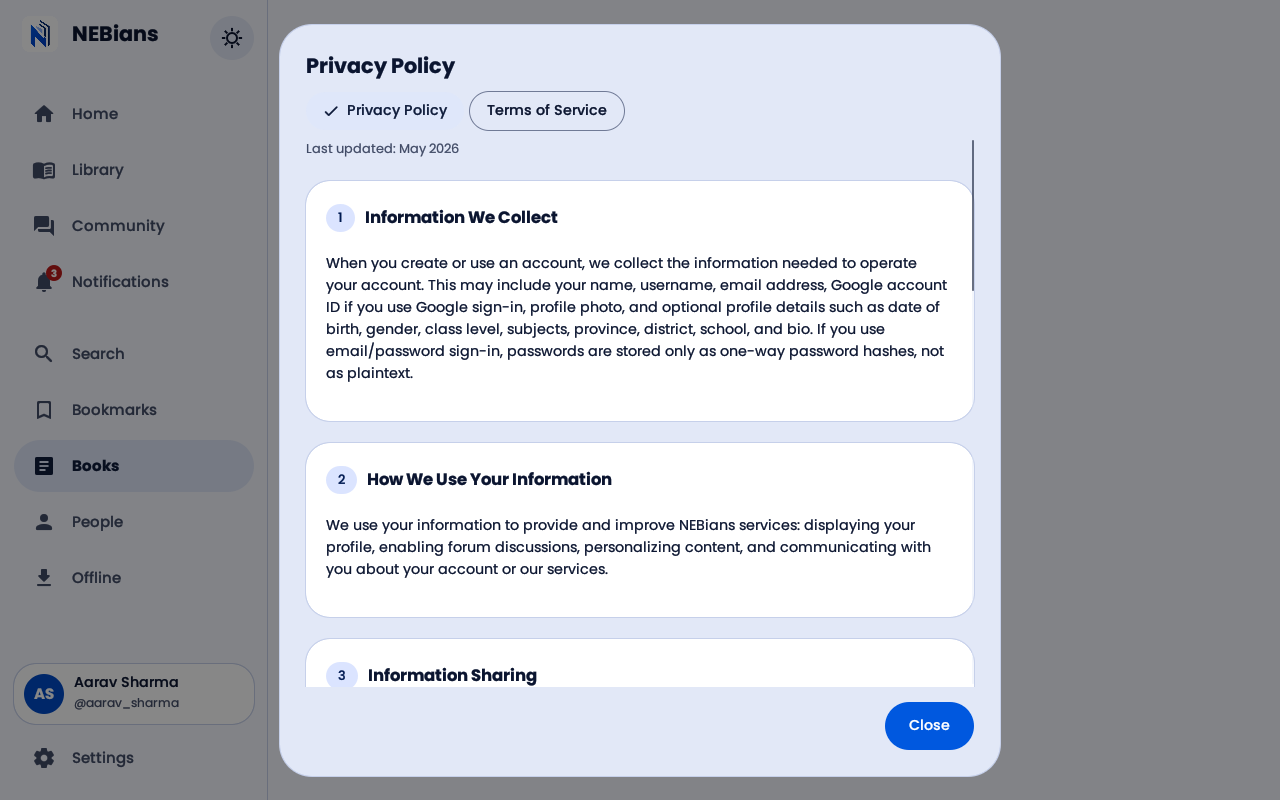 NEBians
Home
Library
Community
3
Notifications
Search
Bookmarks
Books
People
Offline
AS
Aarav Sharma
@aarav_sharma
Settings
Privacy Policy
Privacy Policy
Terms of Service
Last updated: May 2026
1
Information We Collect
When you create or use an account, we collect the information needed to operate
your account. This may include your name, username, email address, Google account
ID if you use Google sign-in, profile photo, and optional profile details such as date of
birth, gender, class level, subjects, province, district, school, and bio. If you use
email/password sign-in, passwords are stored only as one-way password hashes, not
as plaintext.
2
How We Use Your Information
We use your information to provide and improve NEBians services: displaying your
profile, enabling forum discussions, personalizing content, and communicating with
you about your account or our services.
3
Information Sharing
Close